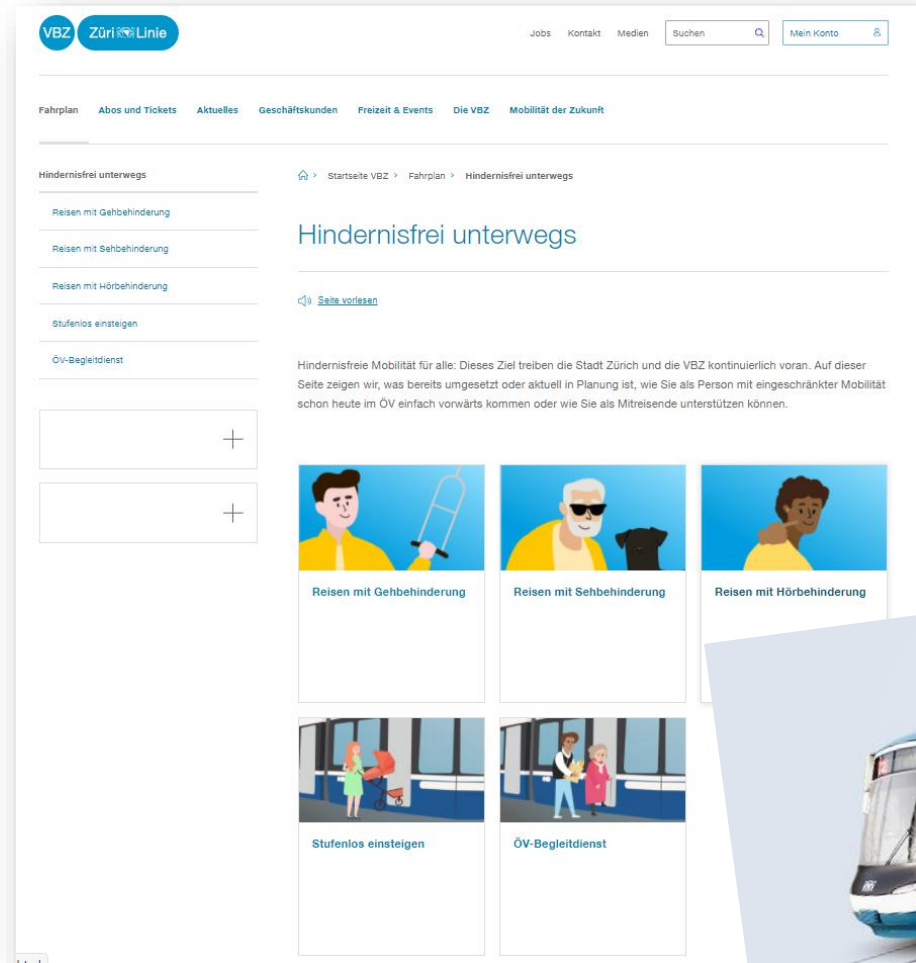 VBZ Züri Linie
Jobs Kontakt Medien Suchen Mein Konto
Fahrplan Abos und Tickets Aktuelles Geschäftskunden Freizeit & Events Die VBZ Mobilität der Zukunft
Hindernisfrei unterwegs
Reisen mit Gehbehinderung
Reisen mit Sehbehinderung
Reisen mit Hörbehinderung
Stufenlos einsteigen
ÖV-Begleitdienst
Startseite VBZ > Fahrplan > Hindernisfrei unterwegs
Hindernisfrei unterwegs
Seite vorlesen
Hindernisfreie Mobilität für alle: Dieses Ziel treiben die Stadt Zürich und die VBZ kontinuierlich voran. Auf dieser
Seite zeigen wir, was bereits umgesetzt oder aktuell in Planung ist, wie Sie als Person mit eingeschränkter Mobilität
schon heute im ÖV einfach vorwärts kommen oder wie Sie als Mitreisende unterstützen können.
Reisen mit Gehbehinderung
Reisen mit Sehbehinderung
Reisen mit Hörbehinderung
Stufenlos einsteigen
ÖV-Begleitdienst